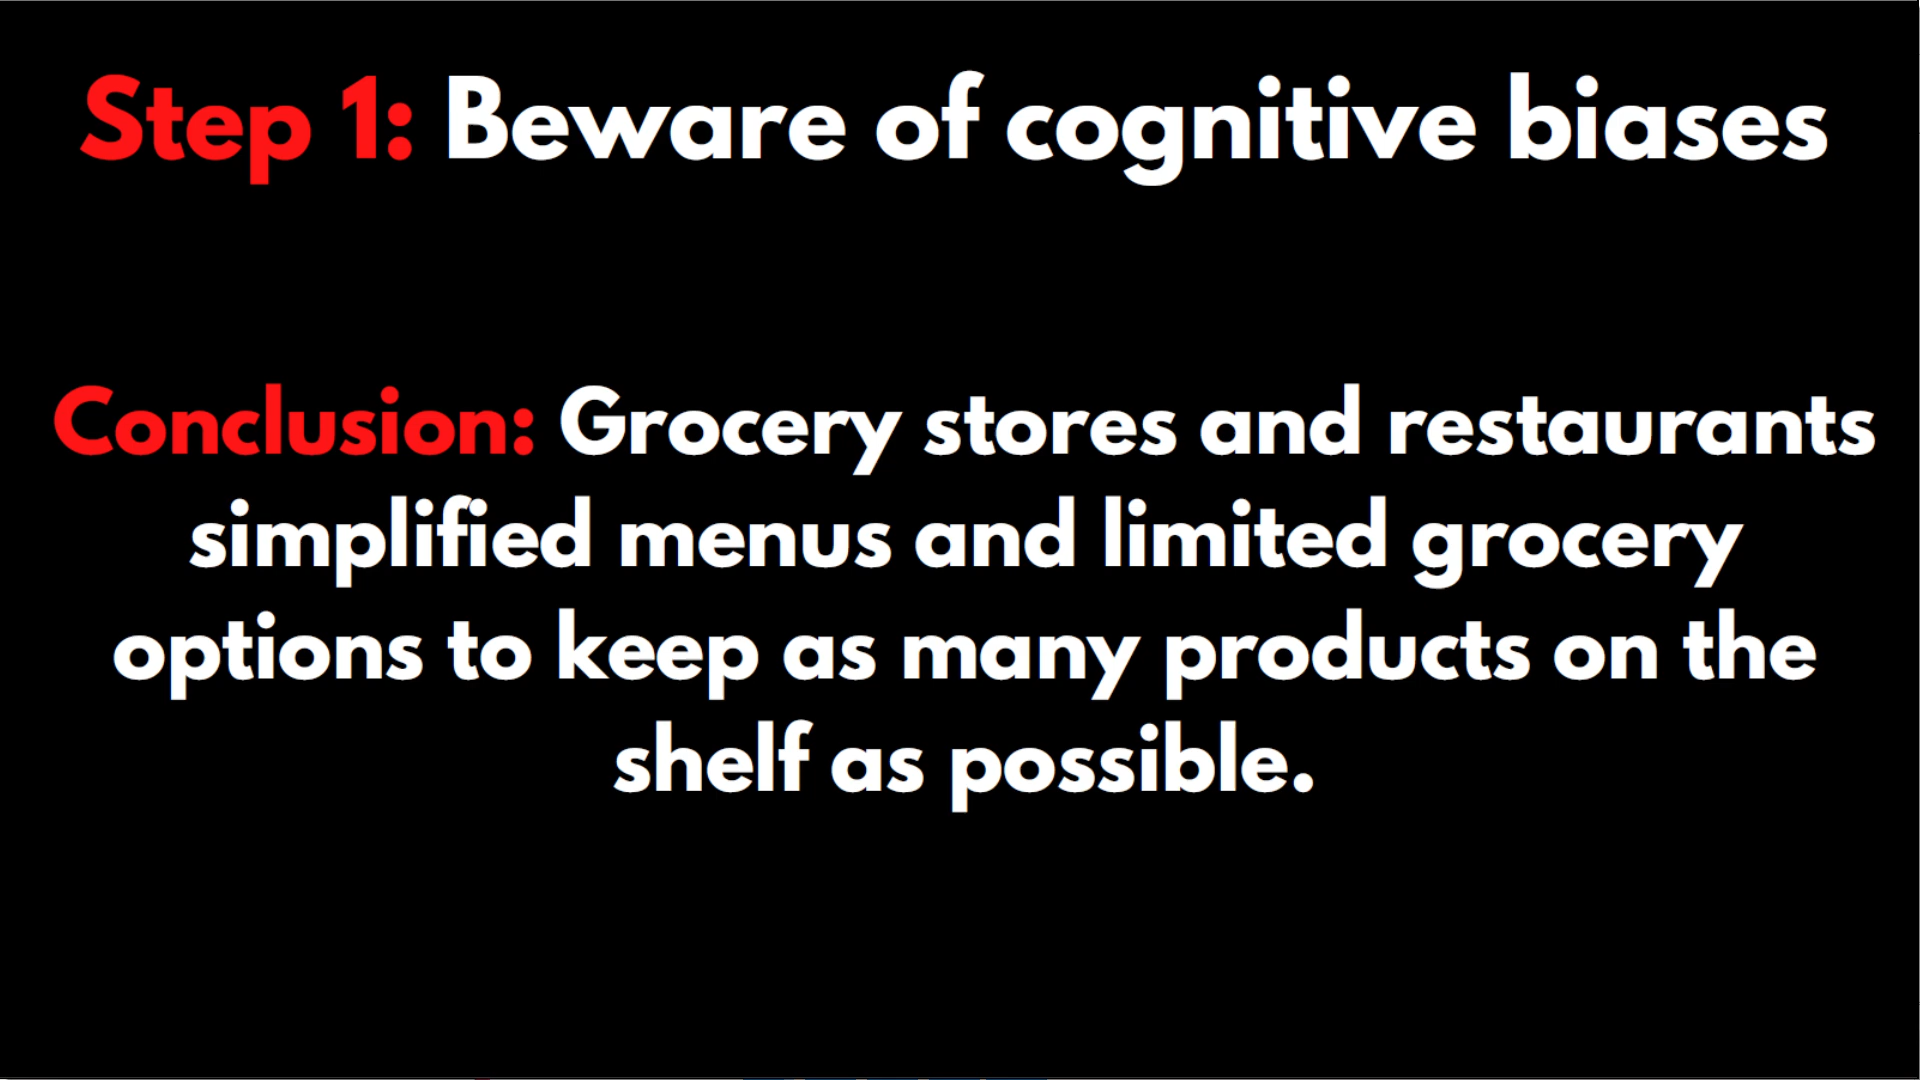 Step 1: Beware of cognitive biases
Conclusion: Grocery stores and restaurants
simplified menus and limited grocery
options to keep as many products on the
shelf as possible.